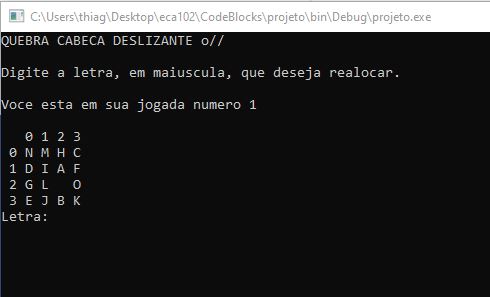 C:\Users\thiag\Desktop\eca102\CodeBlocks\projeto\bin\Debug\projeto.exe
QUEBRA CABECA DESLIZANTE o//
Digite a letra, em maiuscula, que deseja realocar.
Voce esta em sua jogada numero 1
0 1 2 3
0 N M H C
1 D I A F
2 G L   O
3 E J B K
Letra: